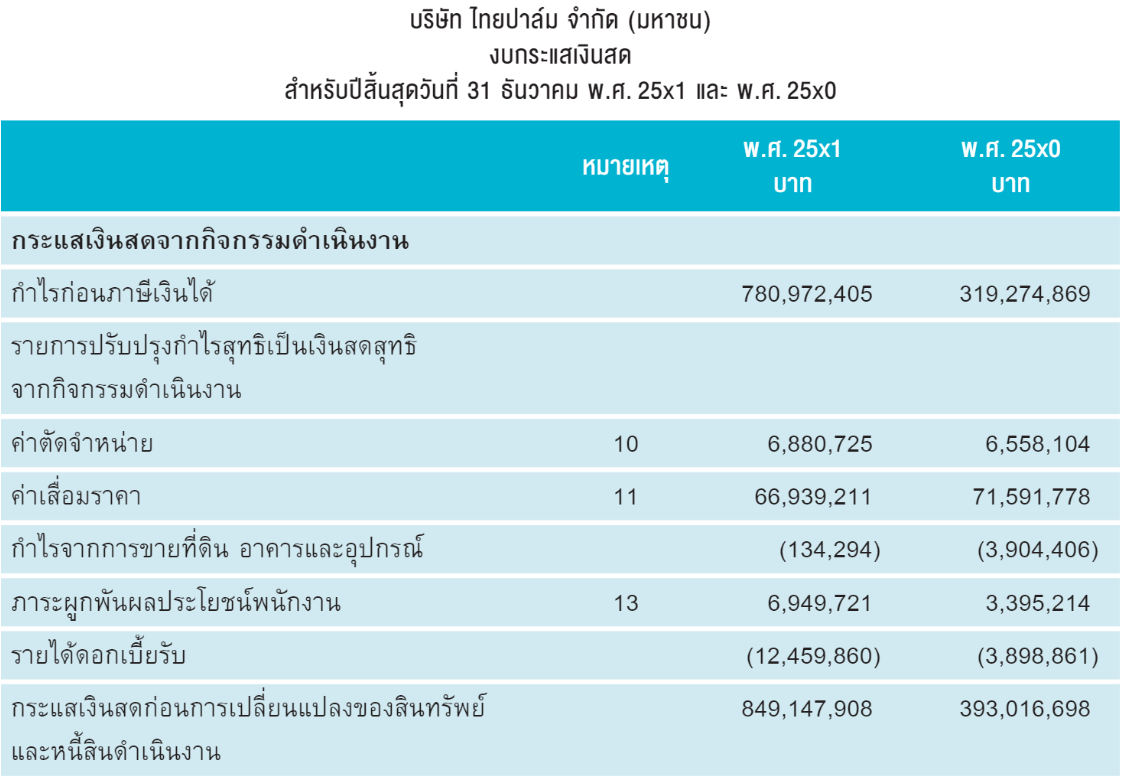 บริษัท ไทยปาล์ม จำกัด (มหาชน)
งบกระแสเงินสด
สำหรับปีสิ้นสุดวันที่ 31 ธันวาคม พ.ศ. 25x1 และ พ.ศ. 25x0
หมายเหตุ พ.ศ. 25x1 พ.ศ. 25x0
บาท บาท
กระแสเงินสดจากกิจกรรมดำเนินงาน
กำไรก่อนภาษีเงินได้ 780,972,405 319,274,869
รายการปรับปรุงกำไรสุทธิเป็นเงินสดสุทธิ
จากกิจกรรมดำเนินงาน
ค่าตัดจำหน่าย 10 6,880,725 6,558,104
ค่าเสื่อมราคา 11 66,939,211 71,591,778
กำไรจากการขายที่ดิน อาคารและอุปกรณ์ (134,294) (3,904,406)
ภาระผูกพันผลประโยชน์พนักงาน 13 6,949,721 3,395,214
รายได้ดอกเบี้ยรับ (12,459,860) (3,898,861)
กระแสเงินสดก่อนการเปลี่ยนแปลงของสินทรัพย์ 849,147,908 393,016,698
และหนี้สินดำเนินงาน